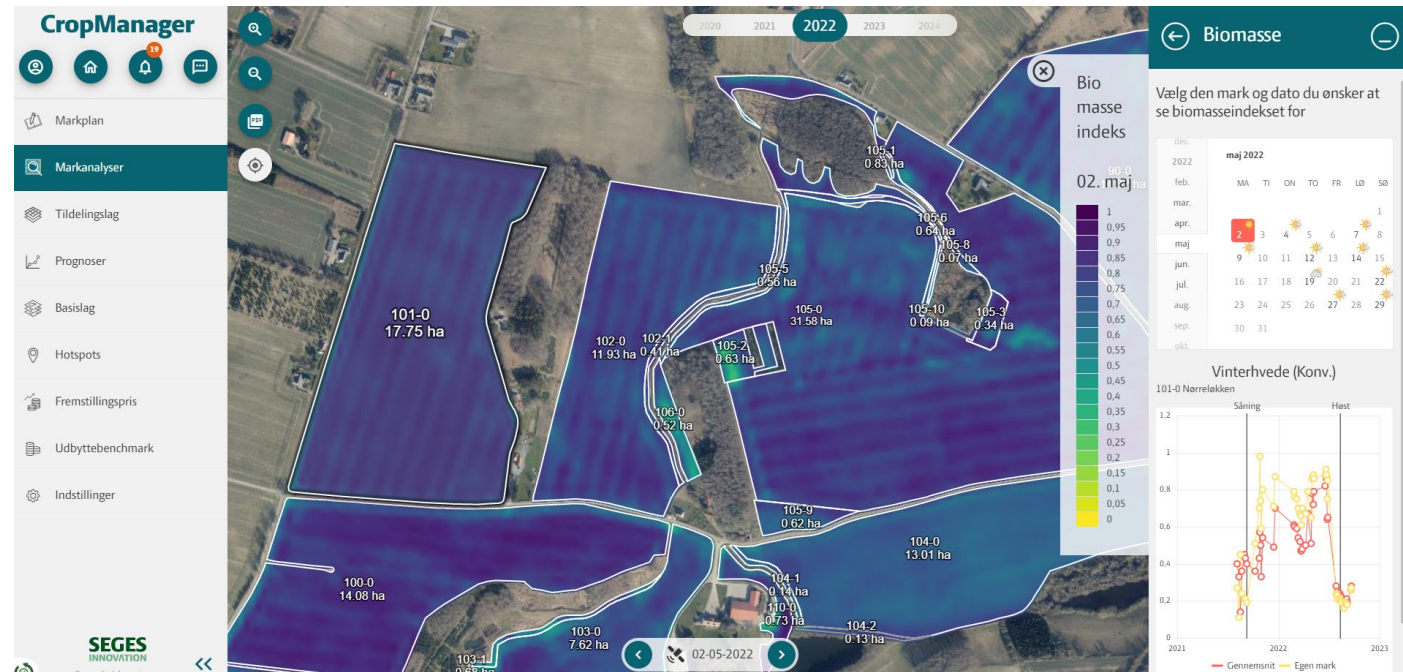 CropManager
19
Markplan
Markanalyser
Tildelingslag
Prognoser
Basislag
Hotspots
Fremstillingspris
Udbyttebenchmark
Indstillinger
SEGES
INNOVATION
PDF
2020 2021 2022 2023 2024
101-0
17.75 ha
102-0
11.93 ha
102-1
0.41 ha
105-5
0.56 ha
105-1
0.83 ha
105-6
0.64 ha
105-8
0.07 ha
105-10
0.09 ha
105-3
0.34 ha
105-0
31.58 ha
105-2
0.63 ha
106-0
0.52 ha
105-9
0.62 ha
104-0
13.01 ha
100-0
14.08 ha
104-1
0.14 ha
110-0
0.73 ha
104-2
0.13 ha
103-0
7.62 ha
103-1
0.68 ha
90-0
ha
02-05-2022
Bio
masse
indeks
02. maj
1
0,95
0,9
0,85
0,8
0,75
0,7
0,65
0,6
0,55
0,5
0,45
0,4
0,35
0,3
0,25
0,2
0,15
0,1
0,05
0
Biomasse
Vælg den mark og dato du ønsker at
se biomasseindekset for
dec.
2022
feb.
mar.
apr.
maj
jun.
jul.
aug.
sep.
okt.
maj 2022
MA TI ON TO FR LØ SØ
1
2 3 4 5 6 7 8
9 10 11 12 13 14 15
16 17 18 19 20 21 22
23 24 25 26 27 28 29
30 31
Vinterhvede (Konv.)
101-0 Nørreløkken
Såning Høst
1,2
1
0,8
0,6
0,4
0,2
0
2021 2022 2023
Gennemsnit Egen mark